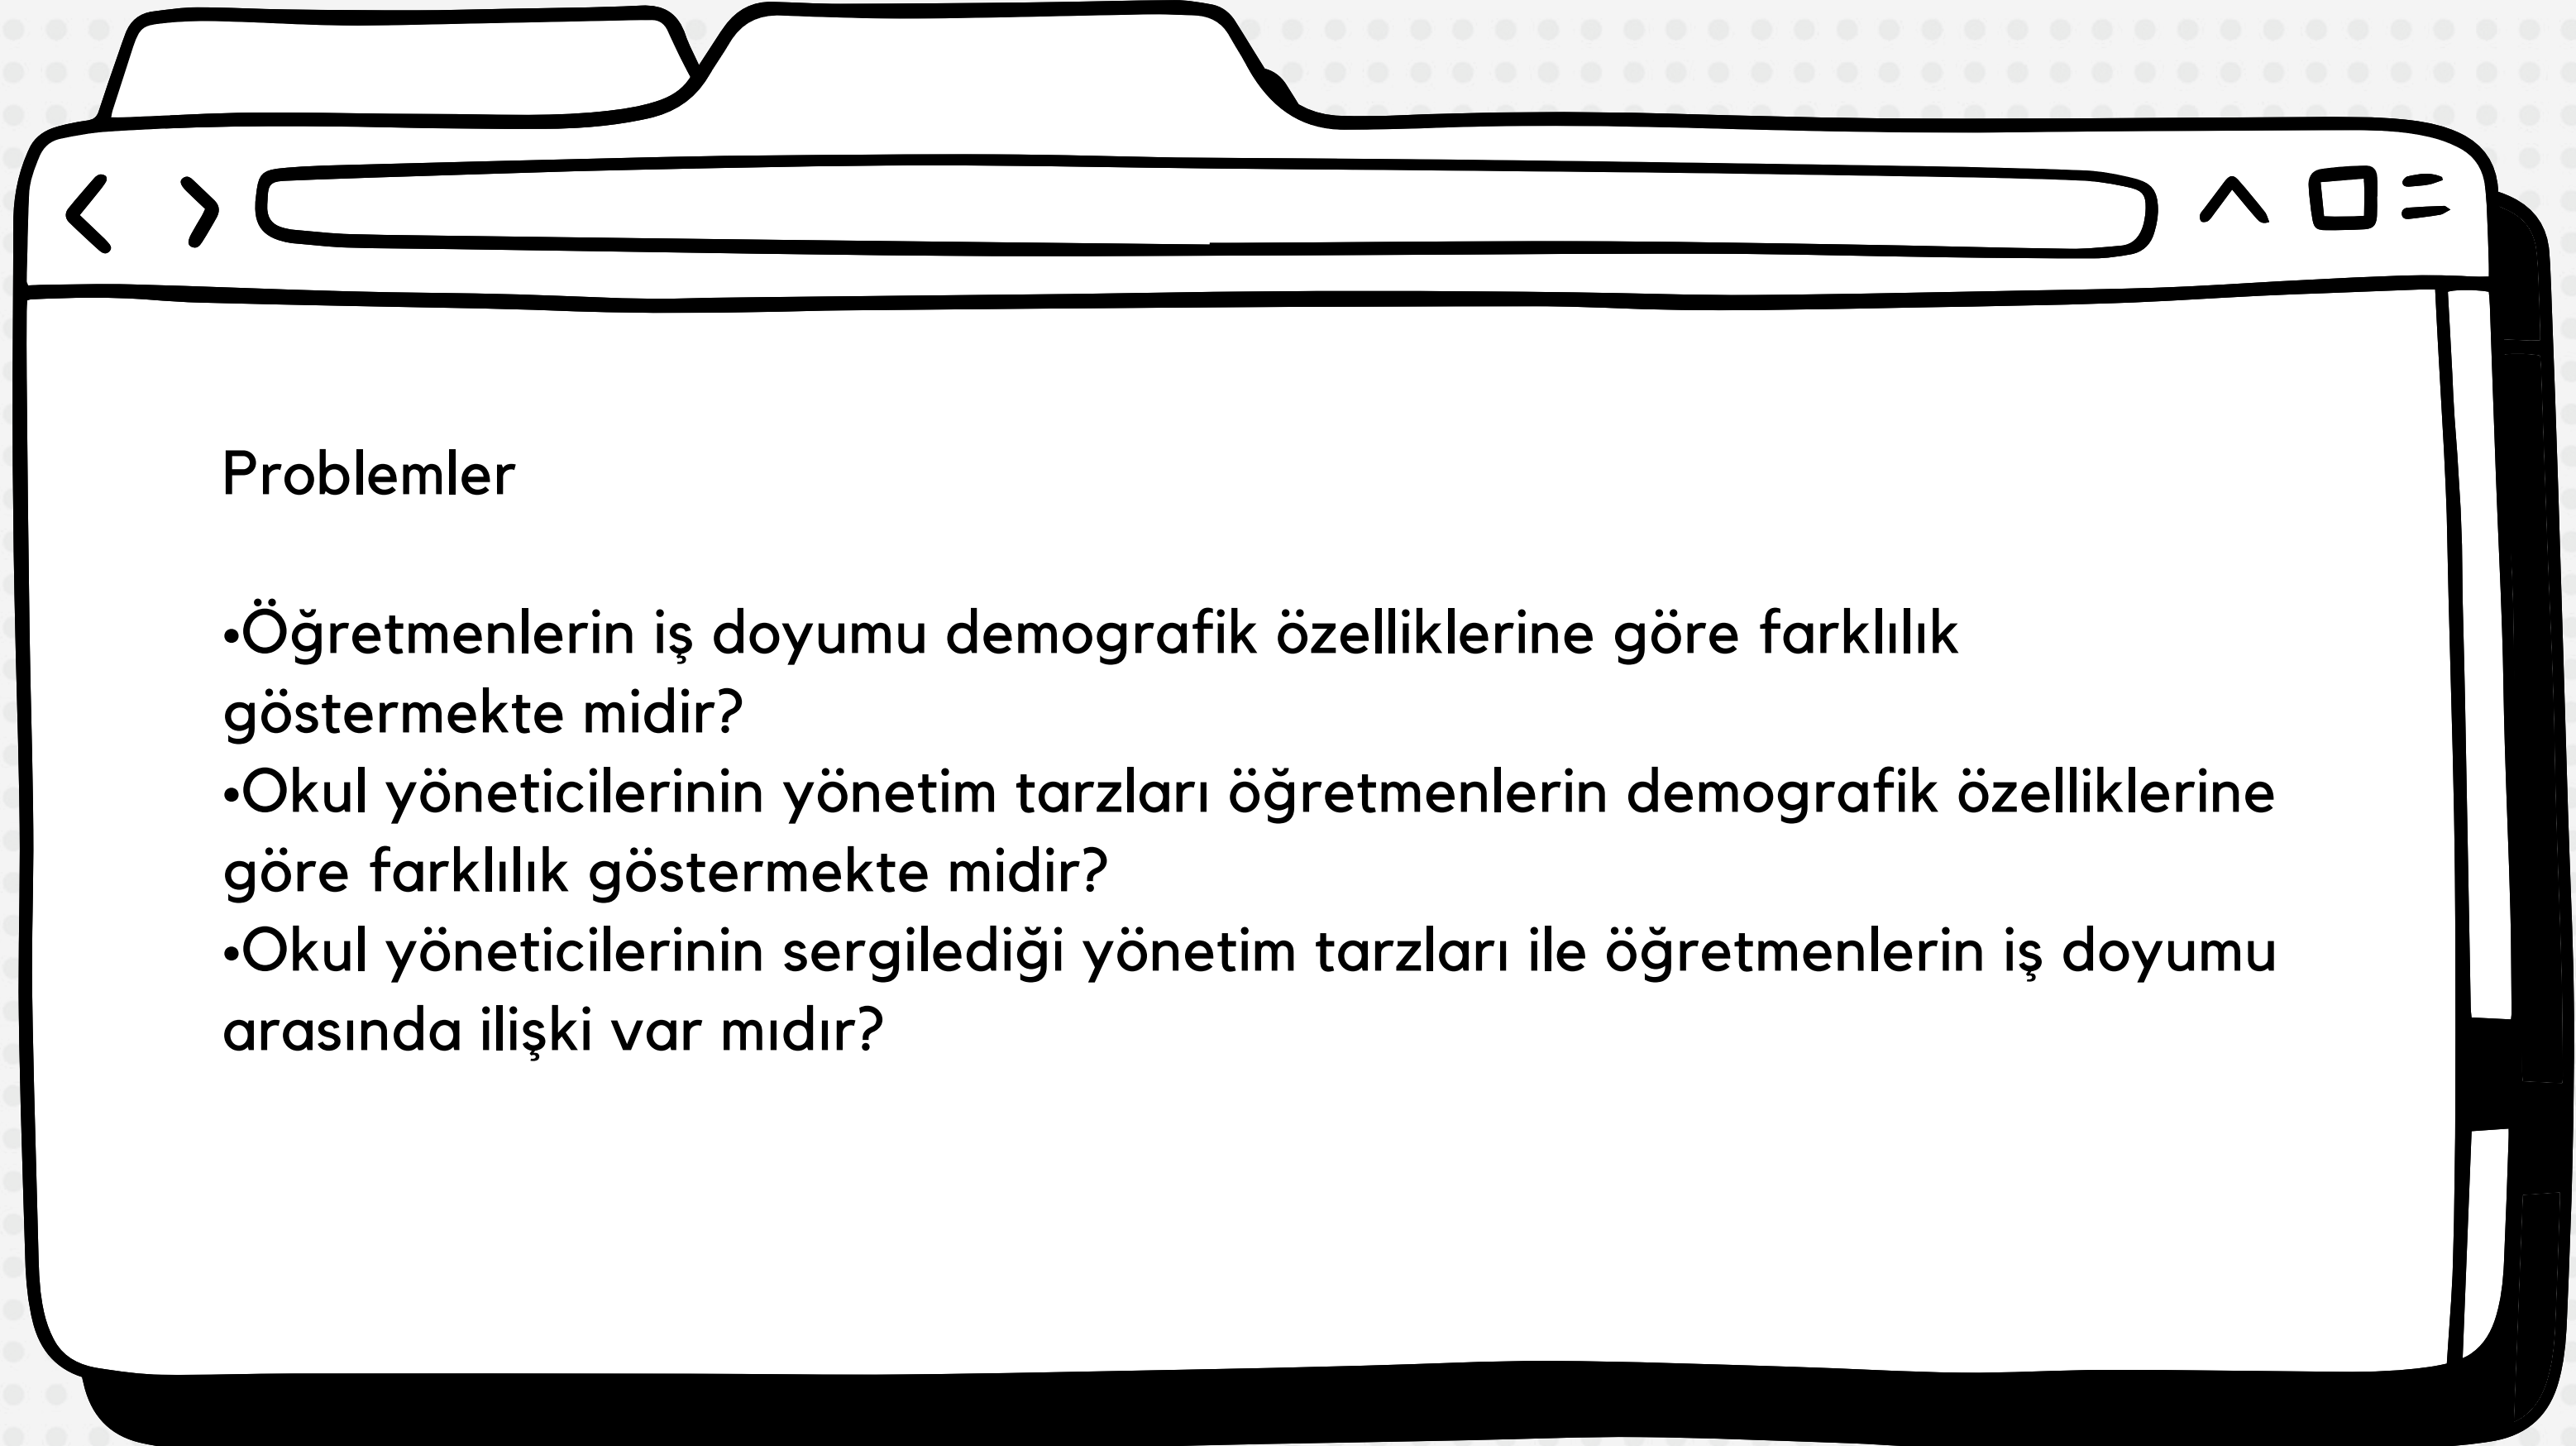 Problemler
•Öğretmenlerin iş doyumu demografik özelliklerine göre farklılık
göstermekte midir?
•Okul yöneticilerinin yönetim tarzları öğretmenlerin demografik özelliklerine
göre farklılık göstermekte midir?
•Okul yöneticilerinin sergilediği yönetim tarzları ile öğretmenlerin iş doyumu
arasında ilişki var mıdır?